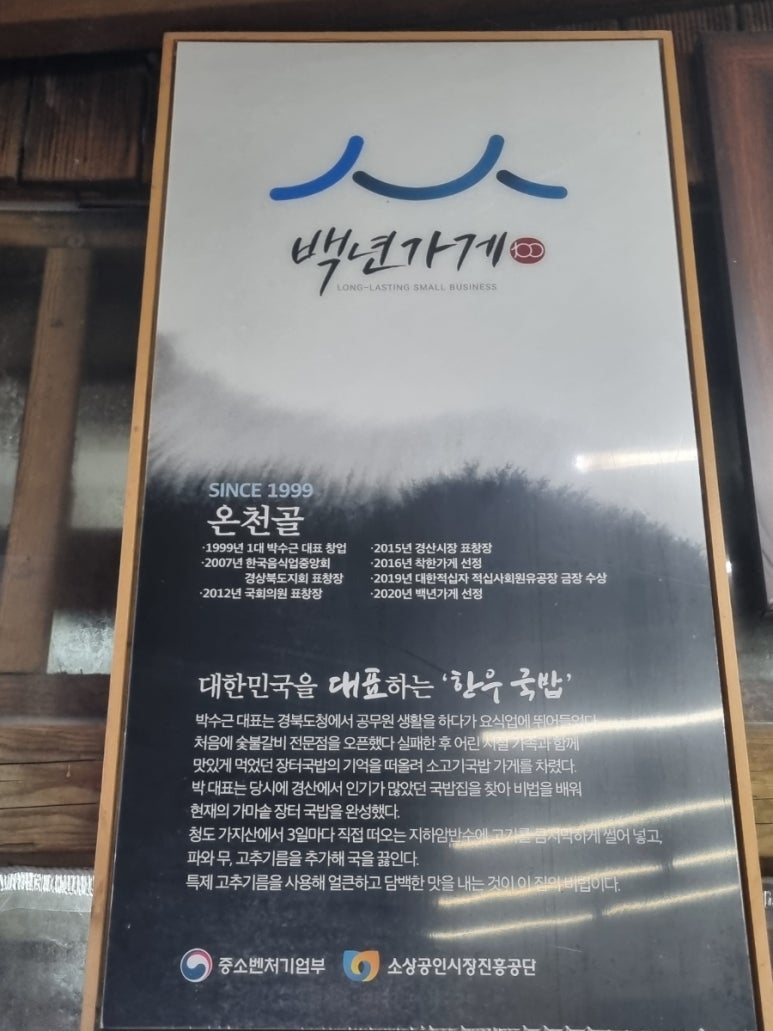 백년가게 100
LONG-LASTING SMALL BUSINESS
SINCE 1999
온천골
·1999년 1대 박수근 대표 창업
·2007년 한국음식업중앙회
경상북도지회 표창장
·2012년 국회의원 표창장
·2015년 경산시장 표창장
·2016년 착한가게 선정
·2019년 대한적십자 적십사회원유공장 금장 수상
·2020년 백년가게 선정
대한민국을 대표하는 ‘한우 국밥’
박수근 대표는 경북도청에서 공무원 생활을 하다가 요식업에 뛰어들었다.
처음에 숯불갈비 전문점을 오픈했다 실패한 후 어린 시절 가족과 함께
맛있게 먹었던 장터국밥의 기억을 떠올려 소고기국밥 가게를 차렸다.
박 대표는 당시에 경산에서 인기가 많았던 국밥집을 찾아 비법을 배워
현재의 가마솥 장터 국밥을 완성했다.
청도 가지산에서 3일마다 직접 떠오는 지하암반수에 고기를 큼지막하게 썰어 넣고,
파와 무, 고추기름을 추가해 국을 끓인다.
특제 고추기름을 사용해 얼큰하고 담백한 맛을 내는 것이 이 집의 비법이다.
중소벤처기업부 소상공인시장진흥공단